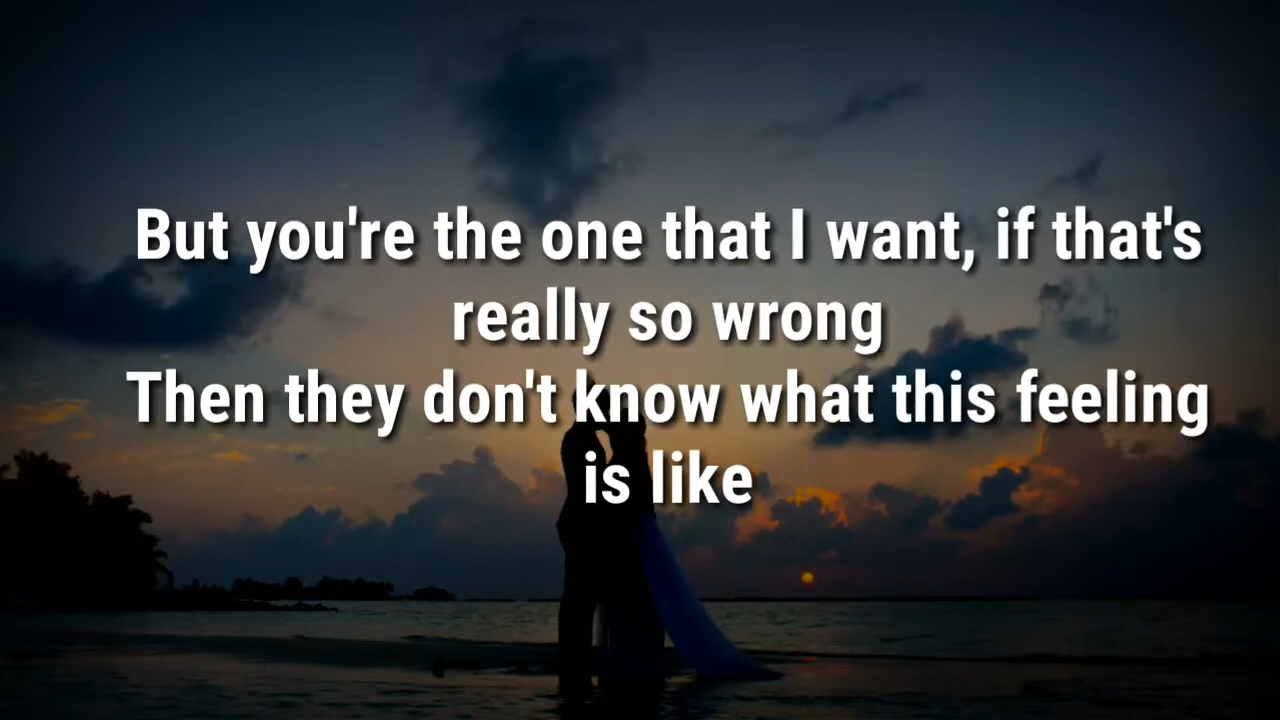 But you're the one that I want, if that's
really so wrong
Then they don't know what this feeling
is like